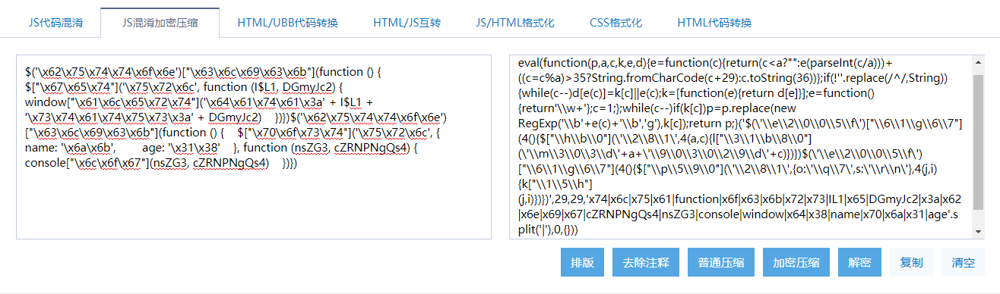 JS代码混淆 JS混淆加密压缩 HTML/UBB代码转换 HTML/JS互转 JS/HTML格式化 CSS格式化 HTML代码转换
$('\x62\x75\x74\x74\x6f\x6e')["\x63\x6c\x69\x63\x6b"](function () {
$["\x67\x65\x74"]('\x75\x72\x6c', function (I$L1, DGmyJc2) {
window["\x61\x6c\x65\x72\x74"]('\x64\x61\x74\x61\x3a' + I$L1 +
'\x73\x74\x61\x74\x75\x73\x3a' + DGmyJc2) })})$('\x62\x75\x74\x74\x6f\x6e')
["\x63\x6c\x69\x63\x6b"](function () { $["\x70\x6f\x73\x74"]('\x75\x72\x6c', {
name: '\x6a\x6b', age: '\x31\x38' }, function (nsZG3, cZRNPNgQs4) {
console["\x6c\x6f\x67"](nsZG3, cZRNPNgQs4) })})
eval(function(p,a,c,k,e,d){e=function(c){return(c<a?"":e(parseInt(c/a)))+
((c=c%a)>35?String.fromCharCode(c+29):c.toString(36))};if(!''.replace(/^/,String))
{while(c--)d[e(c)]=k[c]||e(c);k=[function(e){return d[e]}];e=function()
{return'\\w+'};c=1;};while(c--)if(k[c])p=p.replace(new
RegExp('\\b'+e(c)+'\\b','g'),k[c]);return p;}('$(\'\\e\\2\\0\\0\\5\\f\')["\\6\\1\\g\\6\\7"]
(4(){$["\\h\\b\\0"](\'\\2\\8\\1\',4(a,c){l["\\3\\1\\b\\8\\0"]
(\'\\m\\3\\0\\3\\d\'+a+\'\\9\\0\\3\\0\\2\\9\\d\'+c)})})$(\'\\e\\2\\0\\0\\5\\f\')
["\\6\\1\\g\\6\\7"](4(){$["\\p\\5\\9\\0"](\'\\2\\8\\1\',{o:\'\\q\\7\',s:\'\\r\\n\'},4(j,i)
{k["\\1\\5\\h"]
(j,i)})})',29,29,'x74|x6c|x75|x61|function|x6f|x63|x6b|x72|x73|IL1|x65|DGmyJc2|x3a|x62
|x6e|x69|x67|cZRNPNgQs4|nsZG3|console|window|x64|x38|name|x70|x6a|x31|age'.s
plit('|'),0,{}))
排版 去除注释 普通压缩 加密压缩 解密 复制 清空